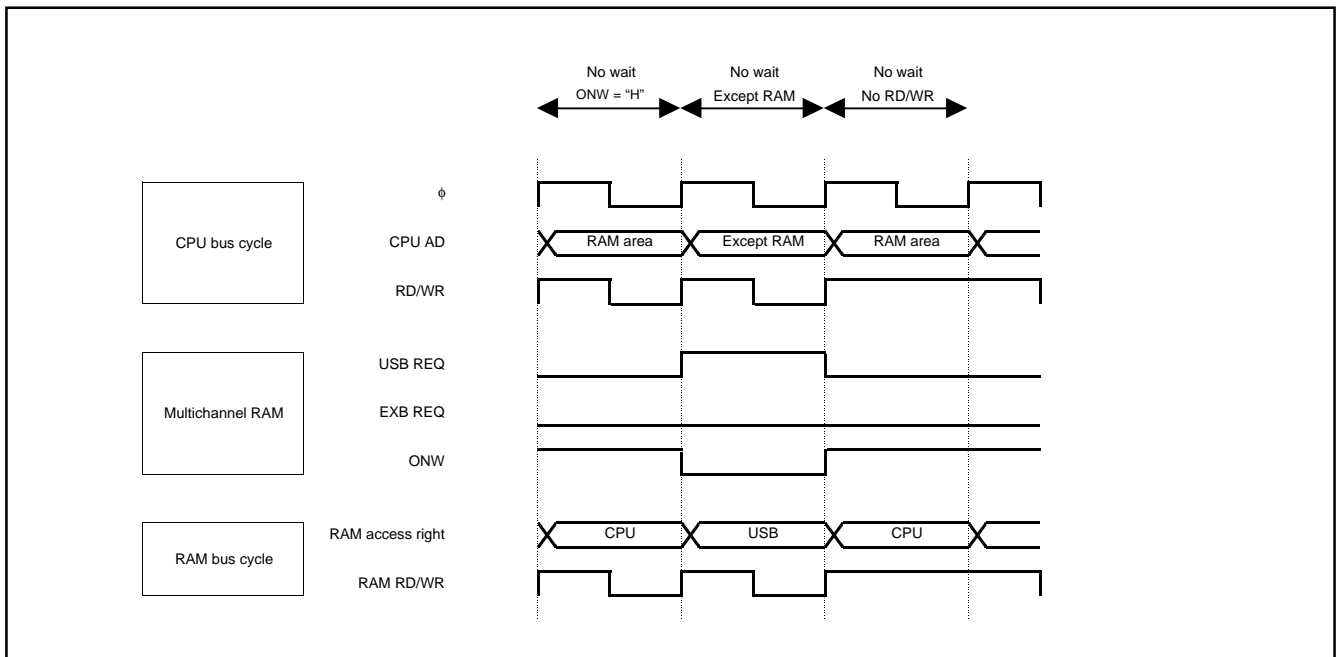 No wait No wait No wait
ONW = “H” Except RAM No RD/WR
ϕ
CPU bus cycle
CPU AD
RAM area Except RAM RAM area
RD/WR
USB REQ
Multichannel RAM
EXB REQ
ONW
RAM access right
CPU USB CPU
RAM bus cycle
RAM RD/WR